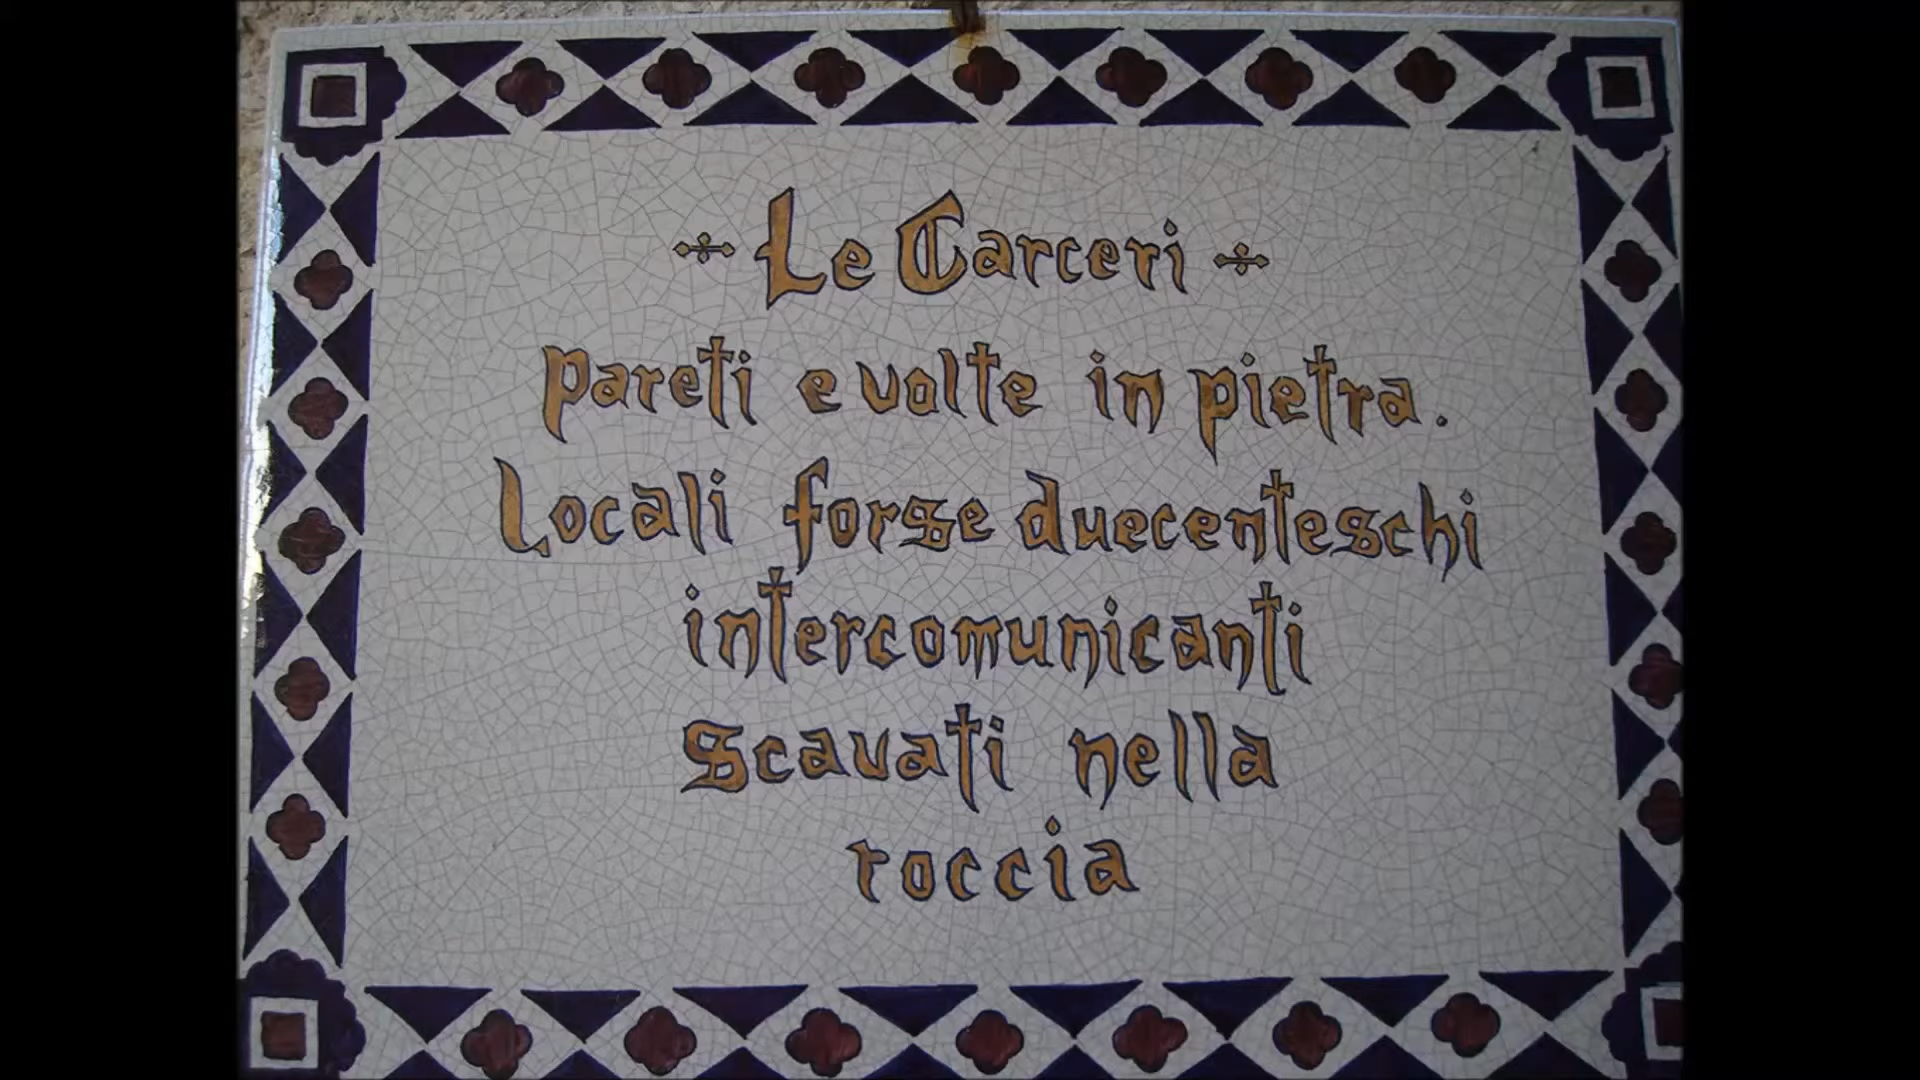 Le Carceri
pareti e volte in pietra.
Locali forse duecenteschi
intercomunicanti
scavati nella
roccia